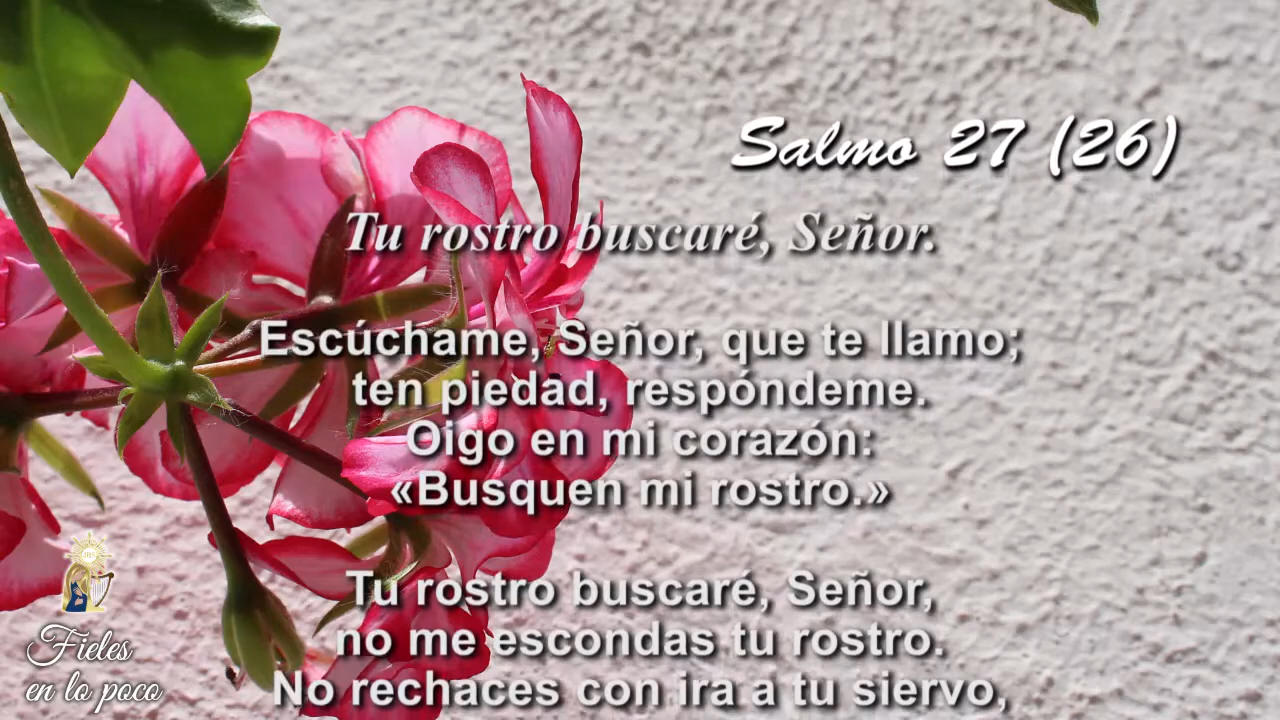 Salmo 27 (26)
Tu rostro buscaré, Señor.
Escúchame, Señor, que te llamo;
ten piedad, respóndeme.
Oigo en mi corazón:
«Busquen mi rostro.»
Tu rostro buscaré, Señor,
no me escondas tu rostro.
No rechaces con ira a tu siervo,
Fieles
en lo poco